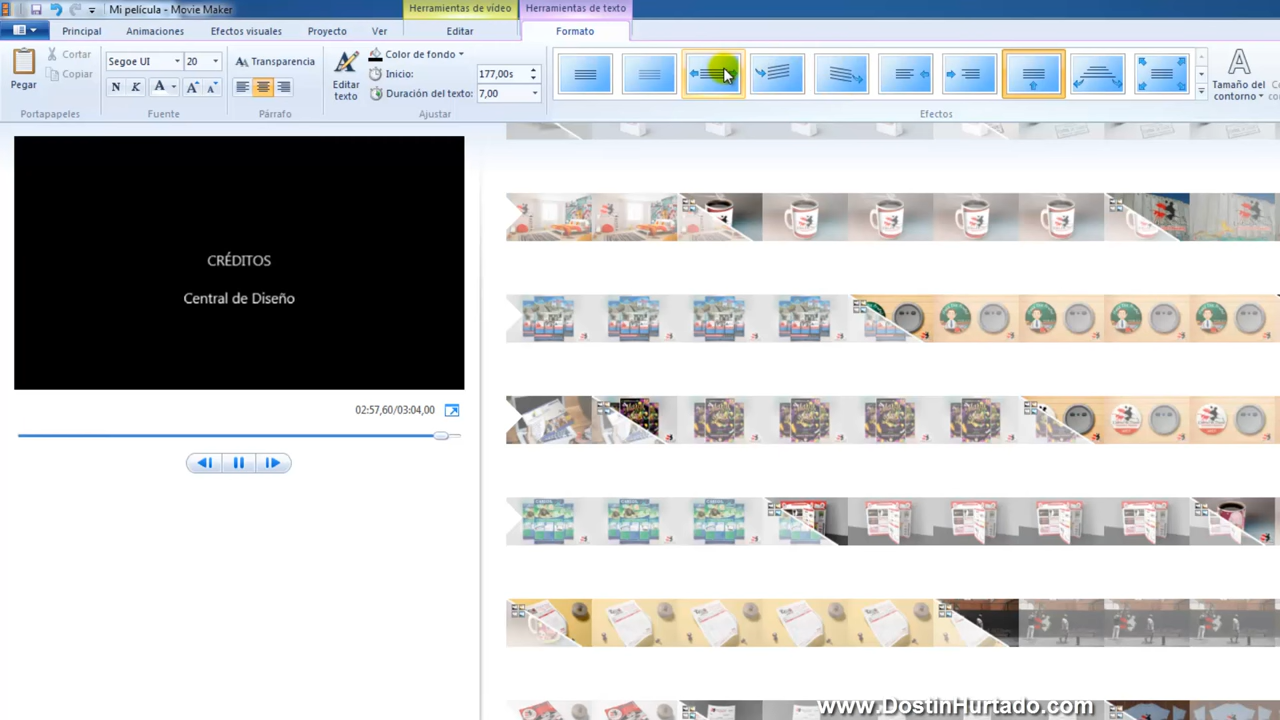 Mi película - Movie Maker
Herramientas de vídeo
Herramientas de texto
Principal
Animaciones
Efectos visuales
Proyecto
Ver
Editar
Formato
Pegar
Cortar
Copiar
Portapapeles
Segoe UI
20
Transparencia
N K A A A
Fuente
Párrafo
Editar
texto
Color de fondo
Inicio: 177,00s
Duración del texto: 7,00
Ajustar
Efectos
A
Tamaño del
contorno
CRÉDITOS
Central de Diseño
02:57,60/03:04,00
www.DostinHurtado.com